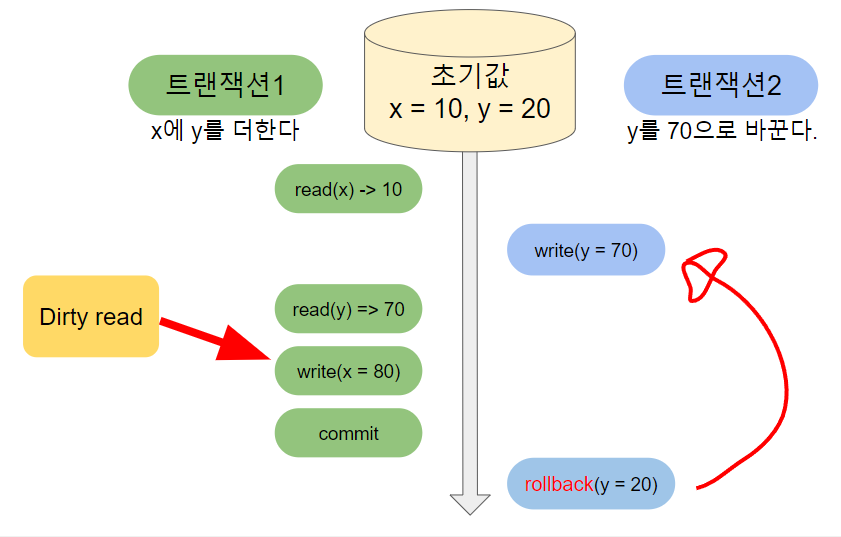 초기값
x = 10, y = 20
트랜잭션1
x에 y를 더한다
트랜잭션2
y를 70으로 바꾼다.
read(x) -> 10
write(y = 70)
read(y) => 70
Dirty read
write(x = 80)
commit
rollback(y = 20)